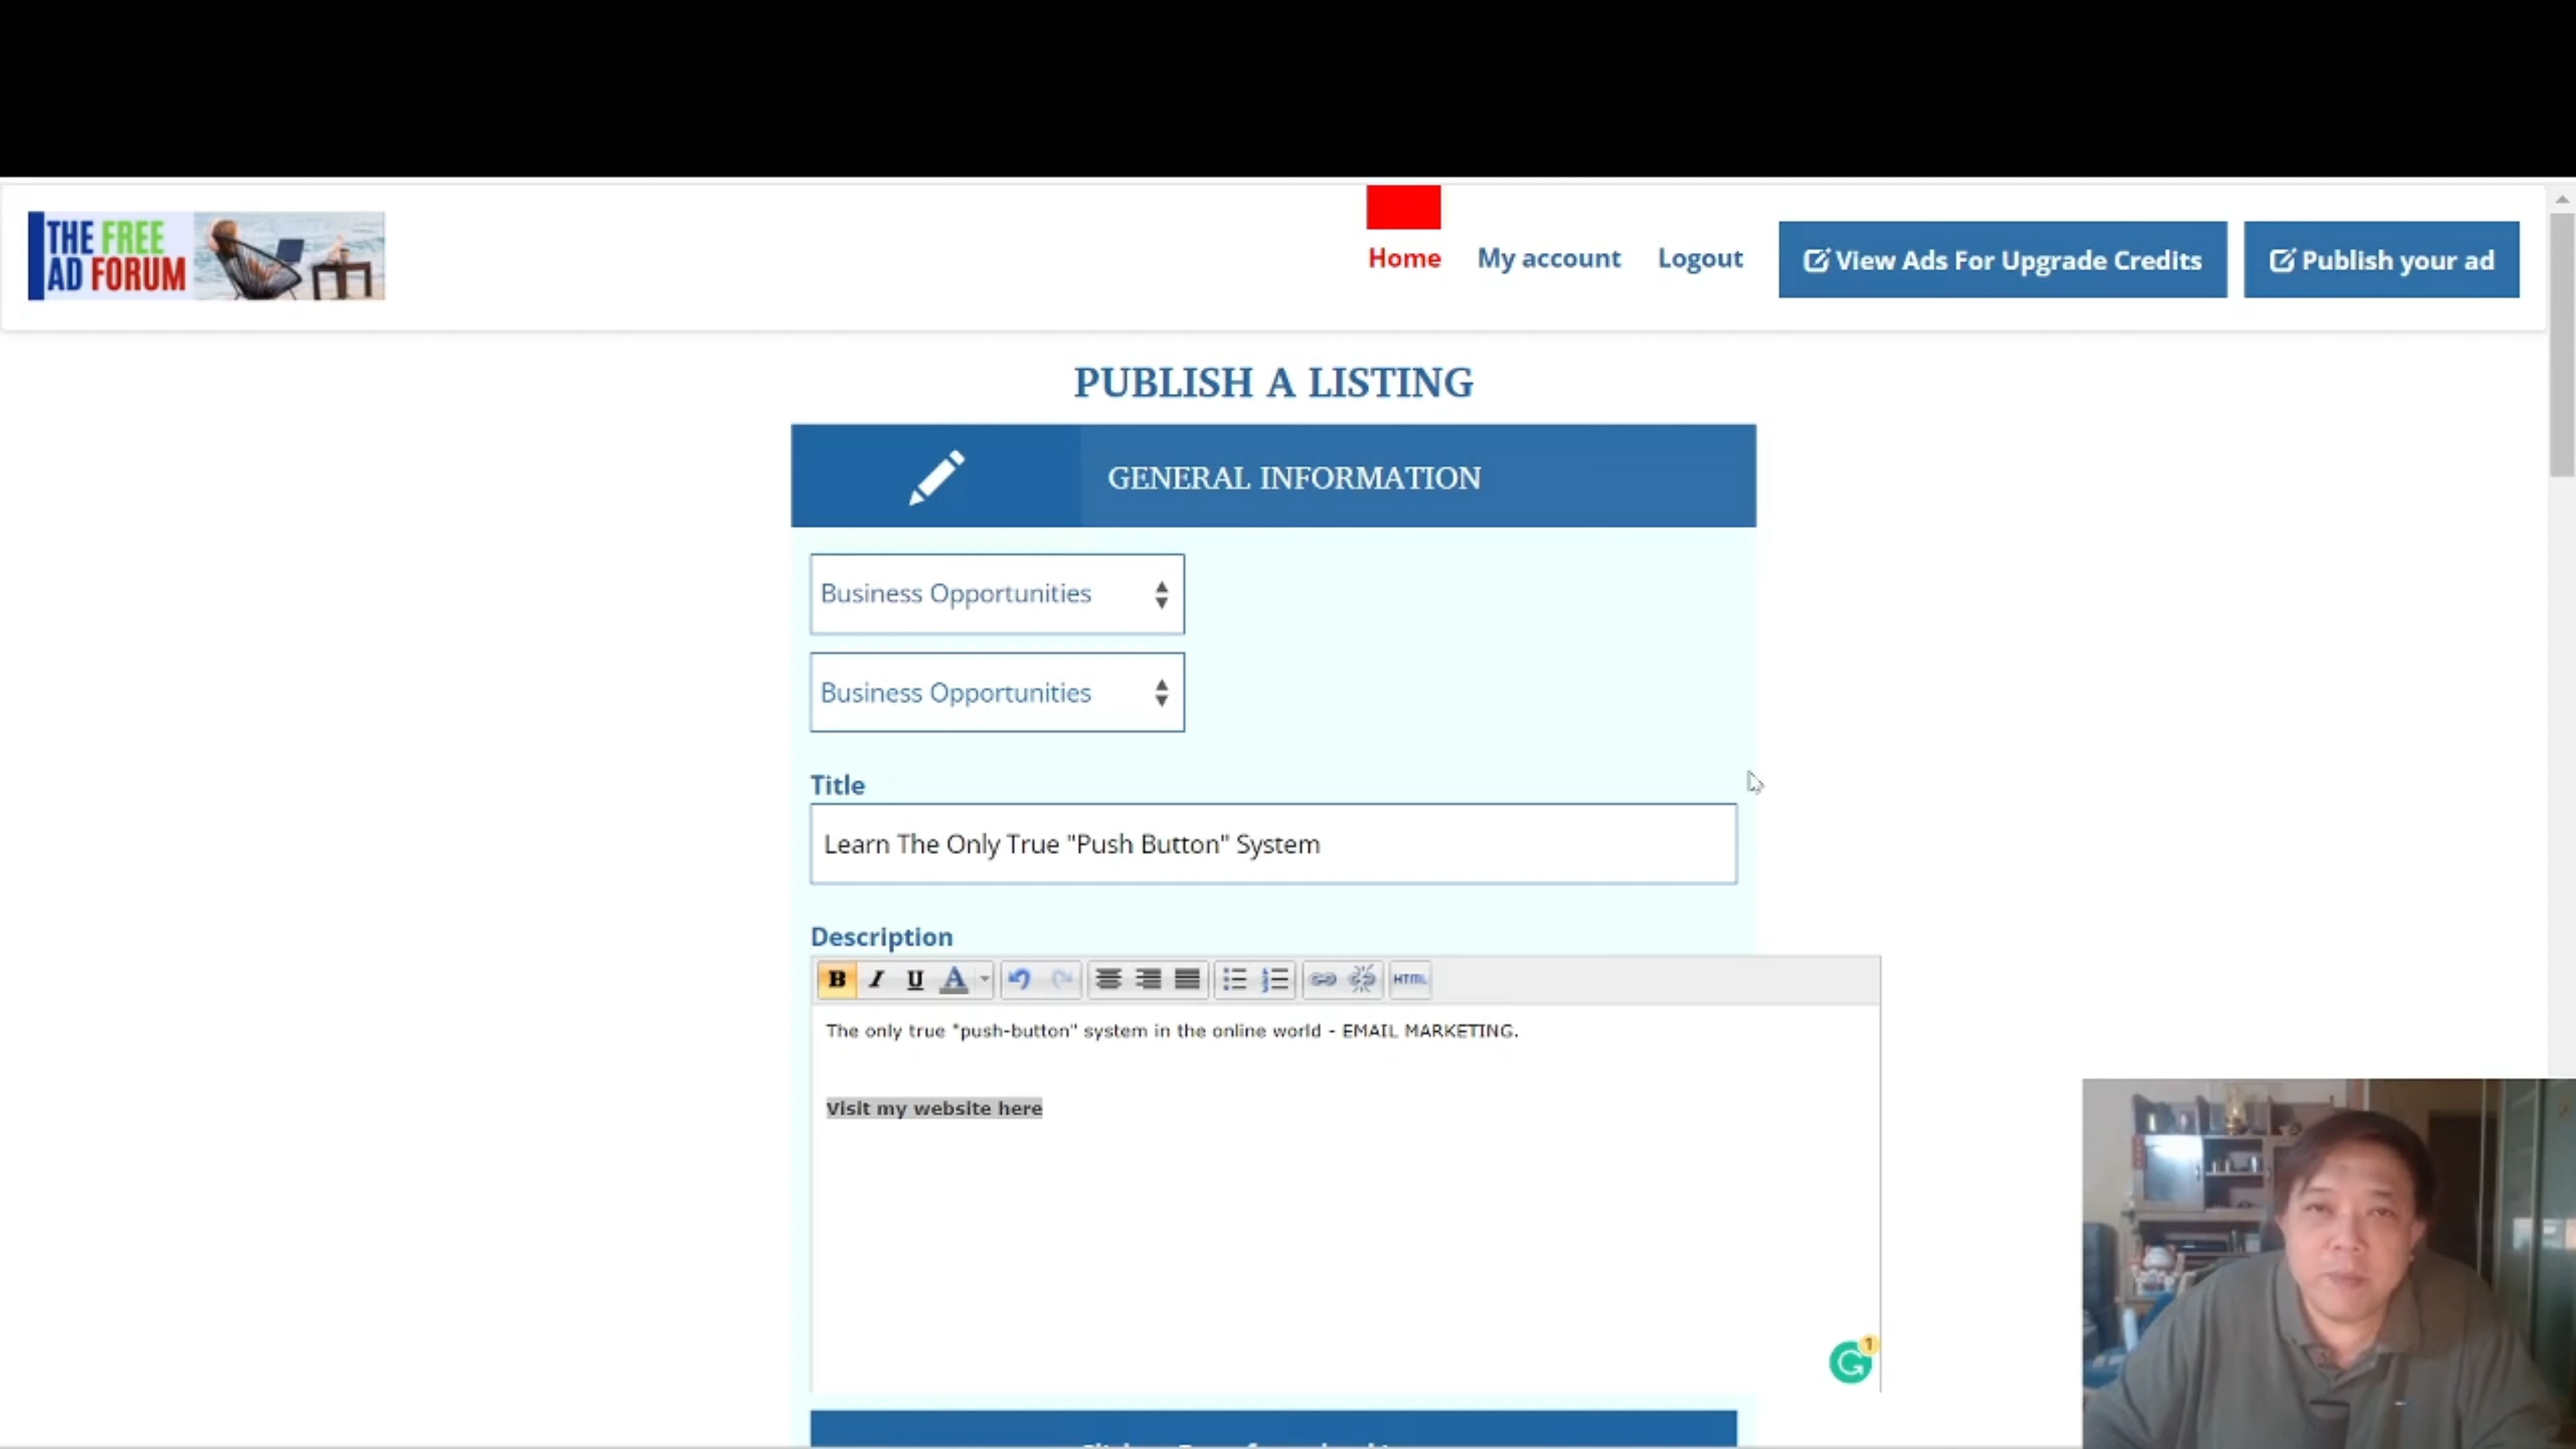 THE FREE
AD FORUM
Home
My account
Logout
View Ads For Upgrade Credits
Publish your ad
PUBLISH A LISTING
GENERAL INFORMATION
Business Opportunities
Business Opportunities
Title
Learn The Only True "Push Button" System
Description
B I U A HTML
The only true "push-button" system in the online world - EMAIL MARKETING.
Visit my website here
1